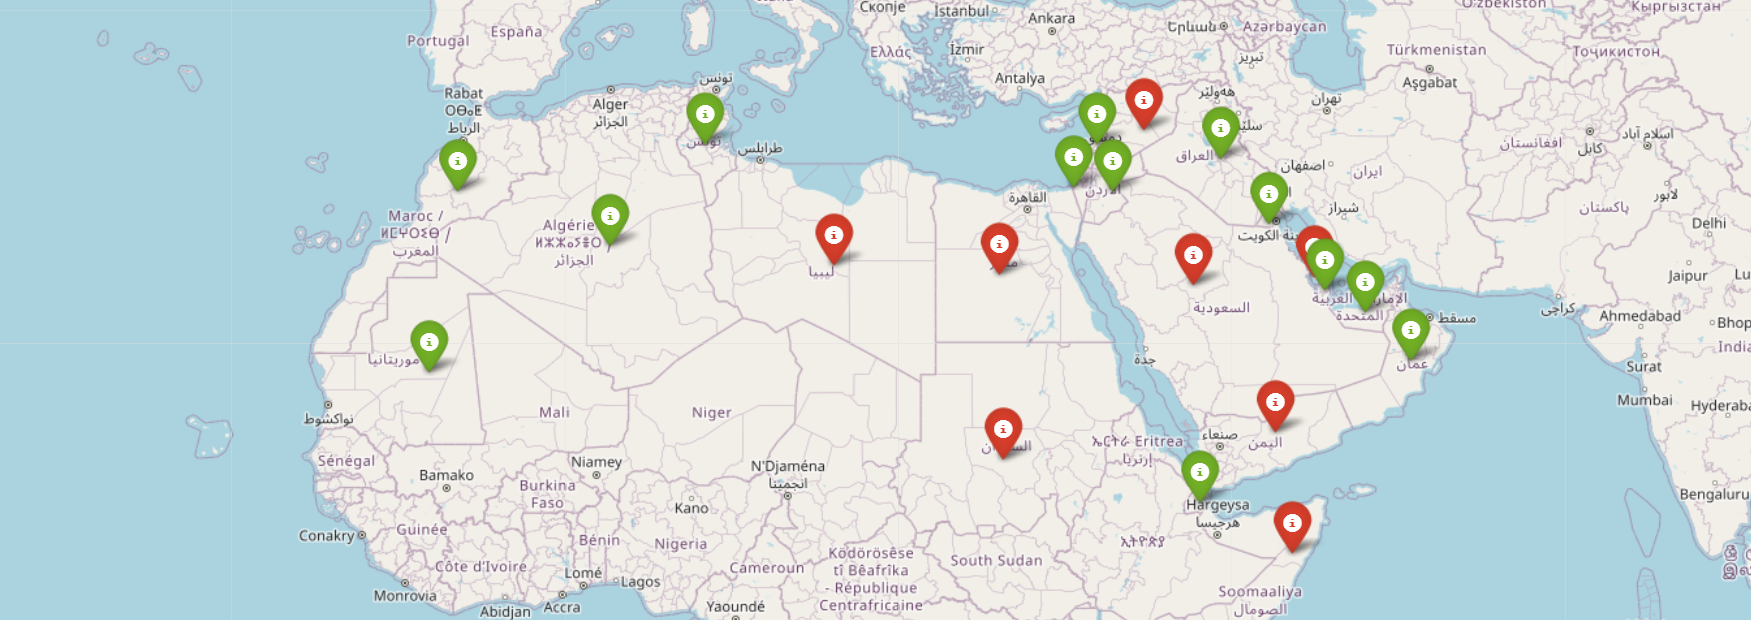 O'zbekiston
Кыргызстан
Скопје
İstanbul
Ankara
Երևան
Azərbaycan
Portugal
España
Ελλάς
İzmir
Türkmenistan
Тоҷикистон
تبریز
Antalya
Aşgabat
تونس
Rabat
ⵔⴱⴰⵟ
الرباط
Alger
الجزائر
هەولێر
تهران
اسلام آباد
کابل
افغانستان
طرابلس
العراق
اصفهان
ایران
الأردن
القاهرة
لاہور
شیراز
پاکستان
Delhi
Maroc /
ⵍⵎⵖⵔⵉⴱ /
المغرب
Algérie
ⵍⵣⵣⴰⵢⴻⵔ /
الجزائر
ليبيا
Jaipur
السعودية
المتحدة
کراچی
مسقط
Ahmedabad
Bhop
India
موريتانيا
جدة
عمان
Surat
Mumbai
Hyderaba
نواكشوط
Mali
Niger
ኤርትራ Eritrea
إرتريا
صنعاء
اليمن
Sénégal
Bamako
Niamey
N'Djaména
انجمينا
Burkina
Faso
Kano
Hargeysa
هرجيسا
Bengaluru
Conakry
Guinée
Bénin
Nigeria
Côte d'Ivoire
Lomé
Lagos
Cameroun
Ködörösêse
tî Bêafrîka
- République
Centrafricaine
South Sudan
ኢትዮጵያ
Soomaaliya
الصومال
Monrovia
Abidjan
Accra
Yaoundé